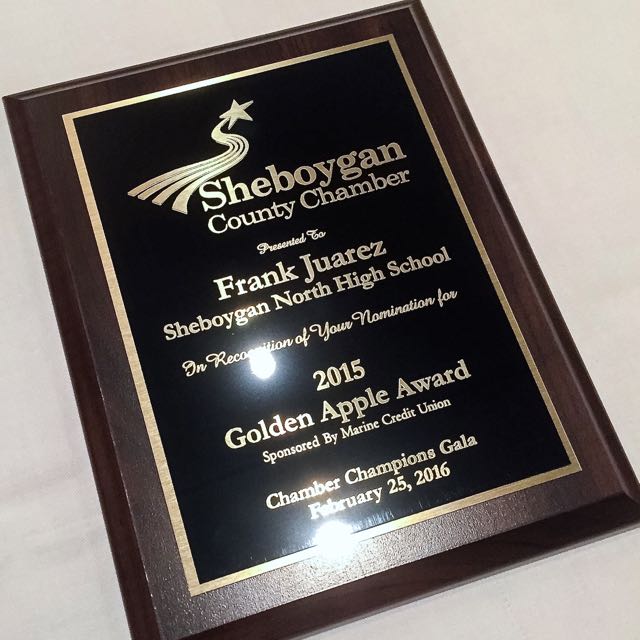 Sheboygan
County Chamber
Presented To
Frank Juarez
Sheboygan North High School
In Recognition of Your Nomination for
2015
Golden Apple Award
Sponsored By Marine Credit Union
Chamber Champions Gala
February 25, 2016